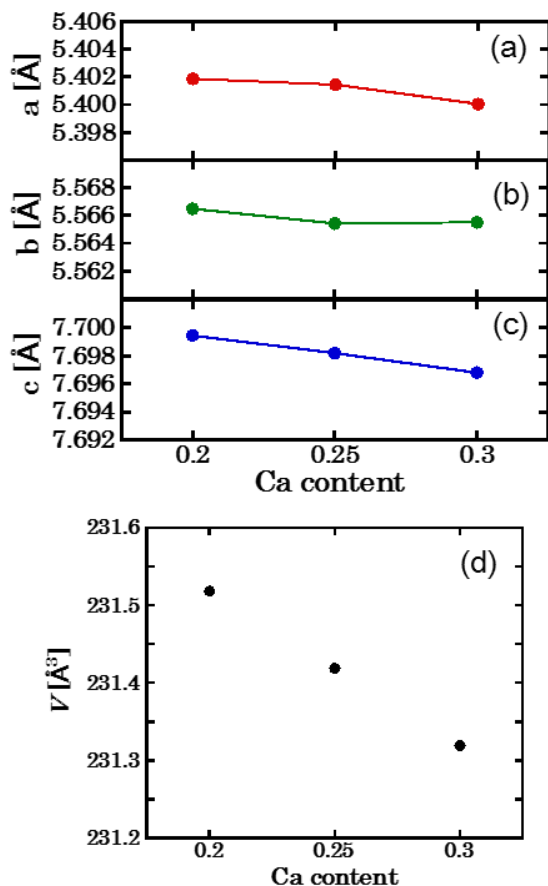 5.406
(a)
5.404
5.402
5.400
5.398
a [Å]
5.568
(b)
5.566
5.564
5.562
b [Å]
7.700
(c)
7.698
7.696
7.694
7.692
c [Å]
0.2 0.25 0.3
Ca content
231.6
(d)
231.5
231.4
231.3
231.2
V [Å³]
0.2 0.25 0.3
Ca content